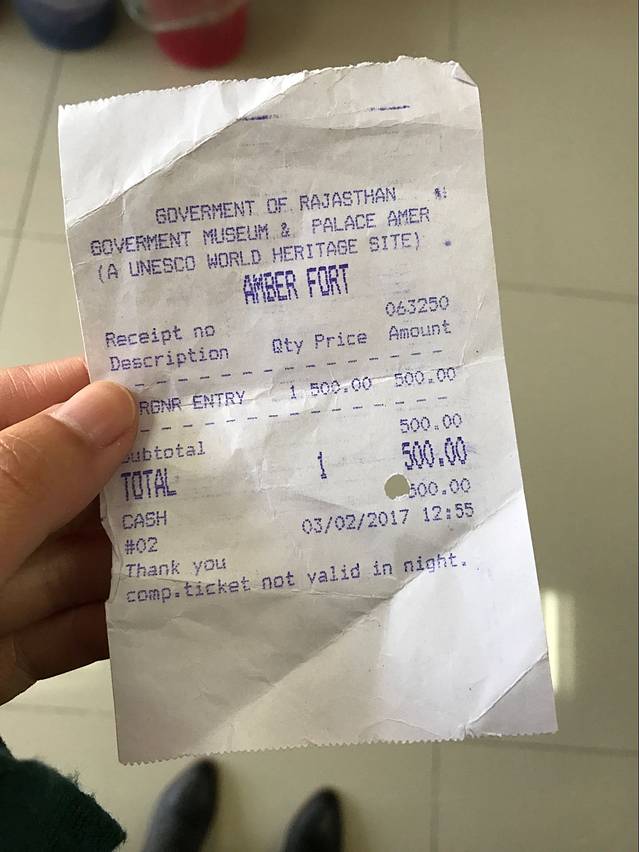 GOVERMENT OF RAJASTHAN
GOVERMENT MUSEUM & PALACE AMER
(A UNESCO WORLD HERITAGE SITE)
AMBER FORT
063250
Receipt no
Description Qty Price Amount
RGNR ENTRY 1 500.00 500.00
500.00
ubtotal
TOTAL 1 500.00
500.00
CASH 03/02/2017 12:55
#02
Thank you
comp.ticket not valid in night.